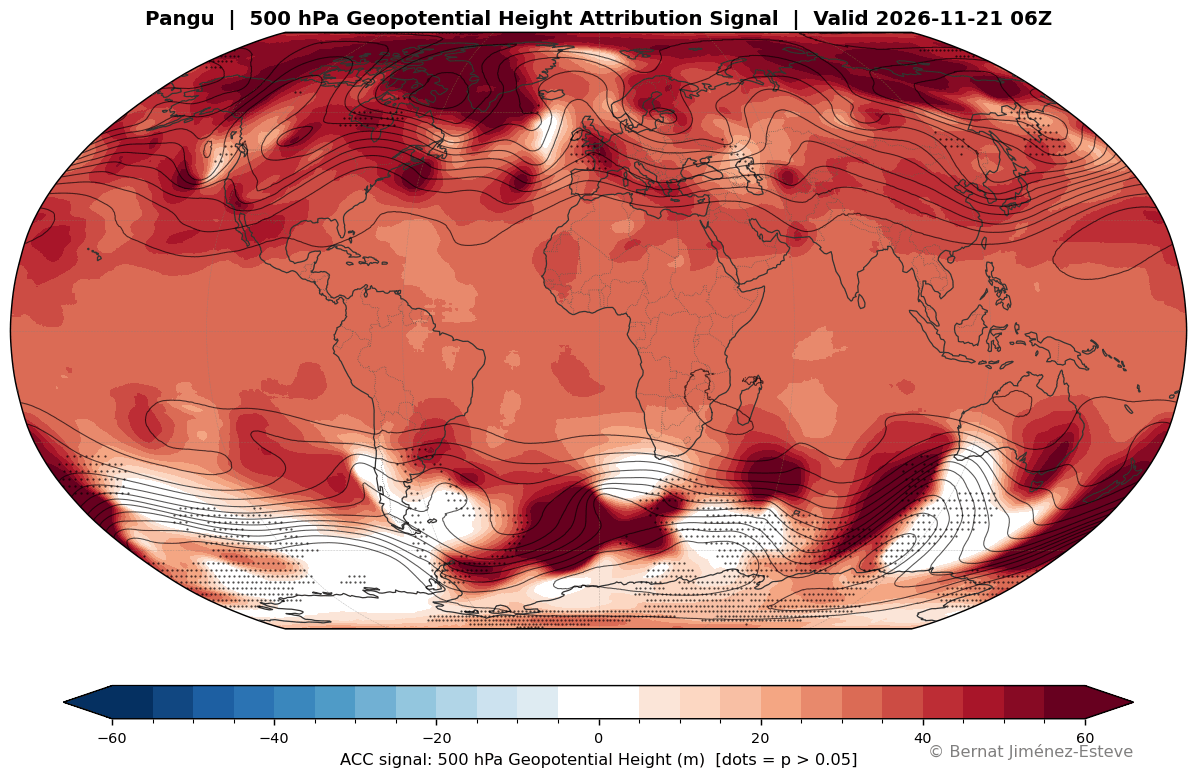 Pangu | 500 hPa Geopotential Height Attribution Signal | Valid 2026-11-21 06Z
−60 −40 −20 0 20 40 60
© Bernat Jiménez-Esteve
ACC signal: 500 hPa Geopotential Height (m) [dots = p > 0.05]